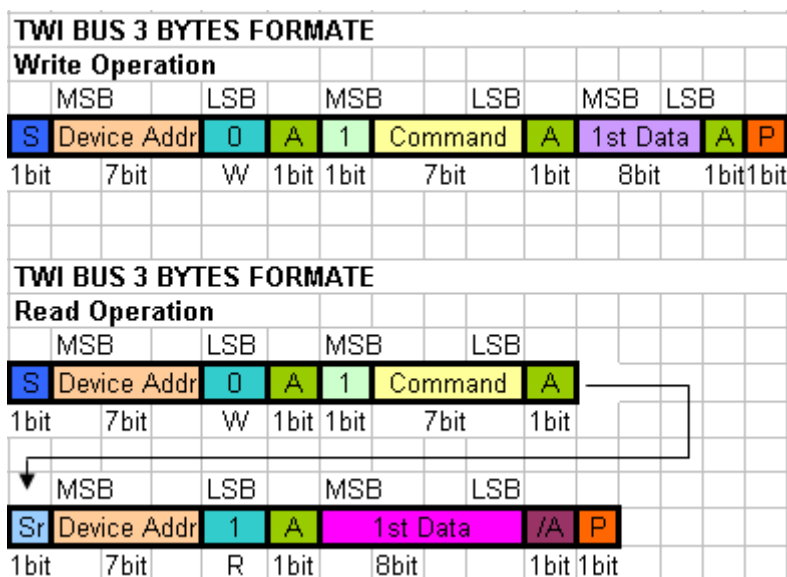 TWI BUS 3 BYTES FORMATE
Write Operation
MSB LSB MSB LSB MSB LSB
S Device Addr 0 A 1 Command A 1st Data A P
1bit 7bit W 1bit 1bit 7bit 1bit 8bit 1bit 1bit
TWI BUS 3 BYTES FORMATE
Read Operation
MSB LSB MSB LSB
S Device Addr 0 A 1 Command A
1bit 7bit W 1bit 1bit 7bit 1bit
MSB LSB MSB LSB
Sr Device Addr 1 A 1st Data /A P
1bit 7bit R 1bit 8bit 1bit 1bit